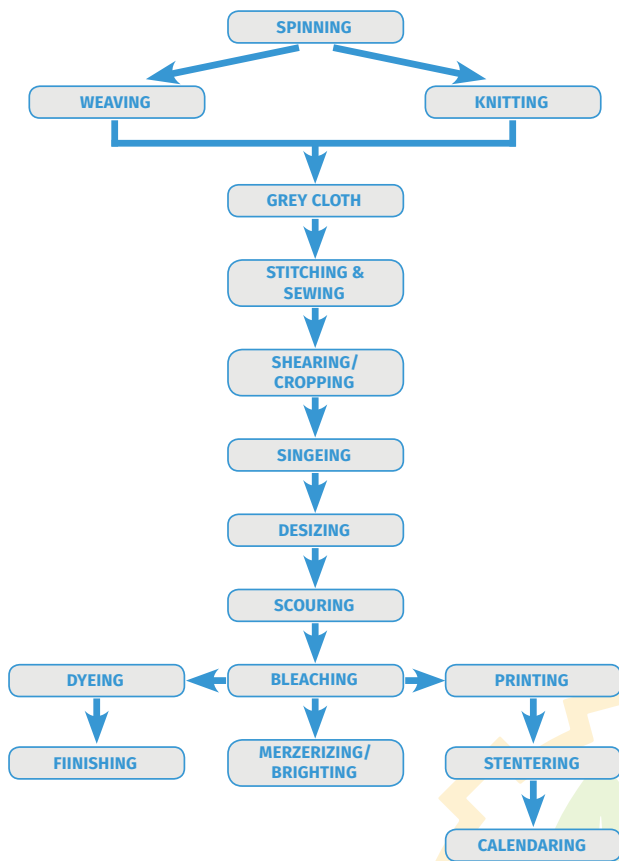 SPINNING
WEAVING
KNITTING
GREY CLOTH
STITCHING &
SEWING
SHEARING/
CROPPING
SINGEING
DESIZING
SCOURING
DYEING
BLEACHING
PRINTING
FIINISHING
MERZERIZING/
BRIGHTING
STENTERING
CALENDARING